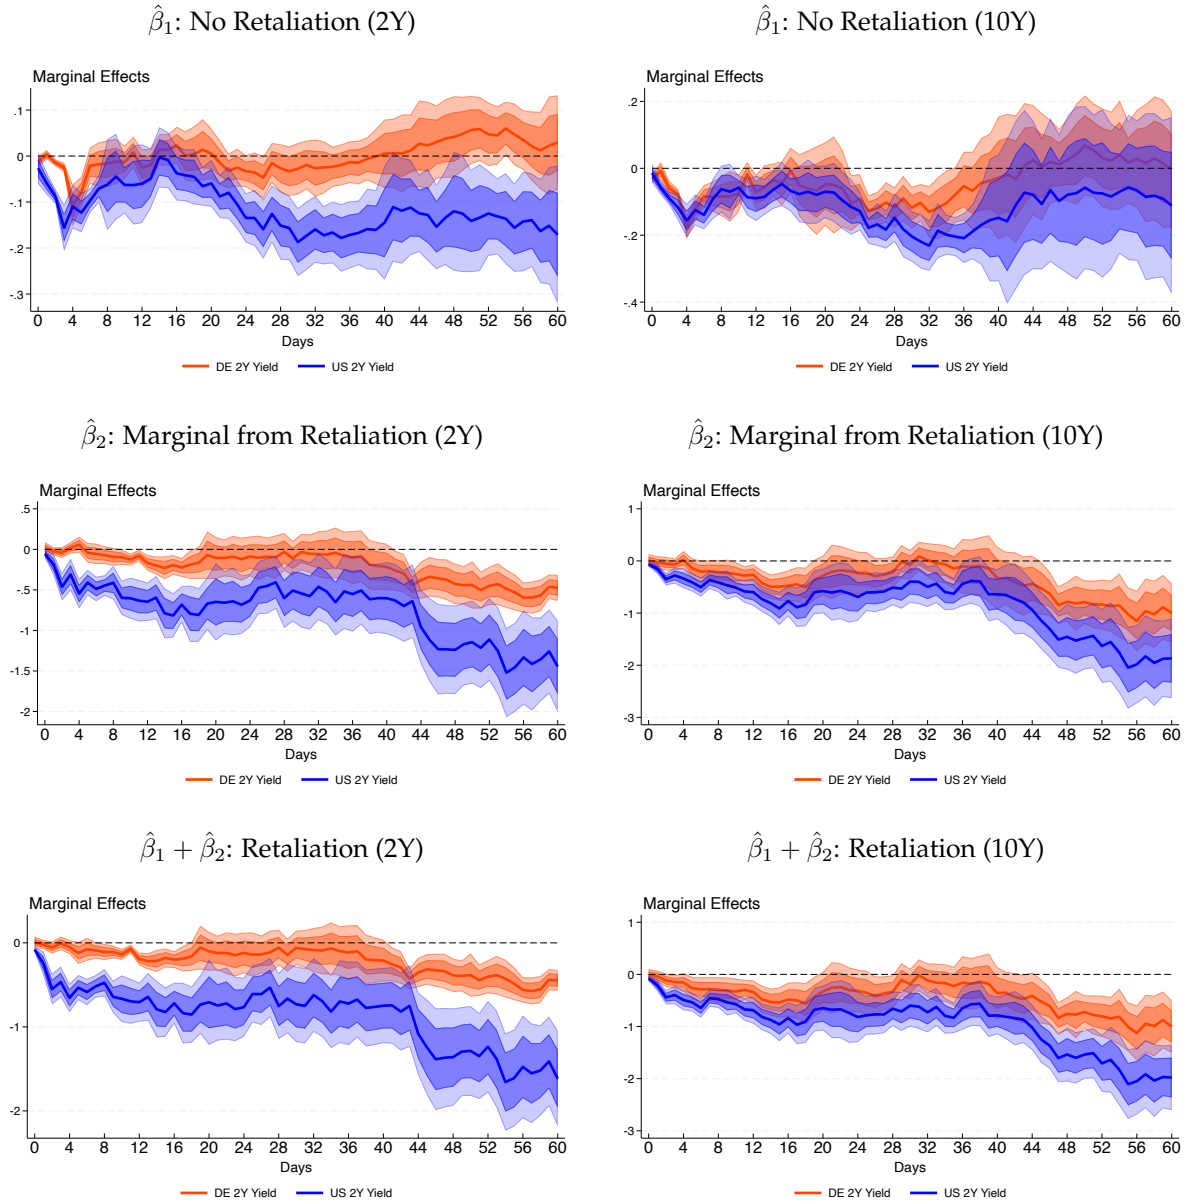 β̂₁: No Retaliation (2Y)
Marginal Effects
.1
0
-.1
-.2
-.3
0 4 8 12 16 20 24 28 32 36 40 44 48 52 56 60
Days
DE 2Y Yield US 2Y Yield
β̂₁: No Retaliation (10Y)
Marginal Effects
.2
0
-.2
-.4
0 4 8 12 16 20 24 28 32 36 40 44 48 52 56 60
Days
DE 2Y Yield US 2Y Yield
β̂₂: Marginal from Retaliation (2Y)
Marginal Effects
.5
0
-.5
-1
-1.5
-2
0 4 8 12 16 20 24 28 32 36 40 44 48 52 56 60
Days
DE 2Y Yield US 2Y Yield
β̂₂: Marginal from Retaliation (10Y)
Marginal Effects
1
0
-1
-2
-3
0 4 8 12 16 20 24 28 32 36 40 44 48 52 56 60
Days
DE 2Y Yield US 2Y Yield
β̂₁ + β̂₂: Retaliation (2Y)
Marginal Effects
0
-1
-2
0 4 8 12 16 20 24 28 32 36 40 44 48 52 56 60
Days
DE 2Y Yield US 2Y Yield
β̂₁ + β̂₂: Retaliation (10Y)
Marginal Effects
1
0
-1
-2
-3
0 4 8 12 16 20 24 28 32 36 40 44 48 52 56 60
Days
DE 2Y Yield US 2Y Yield